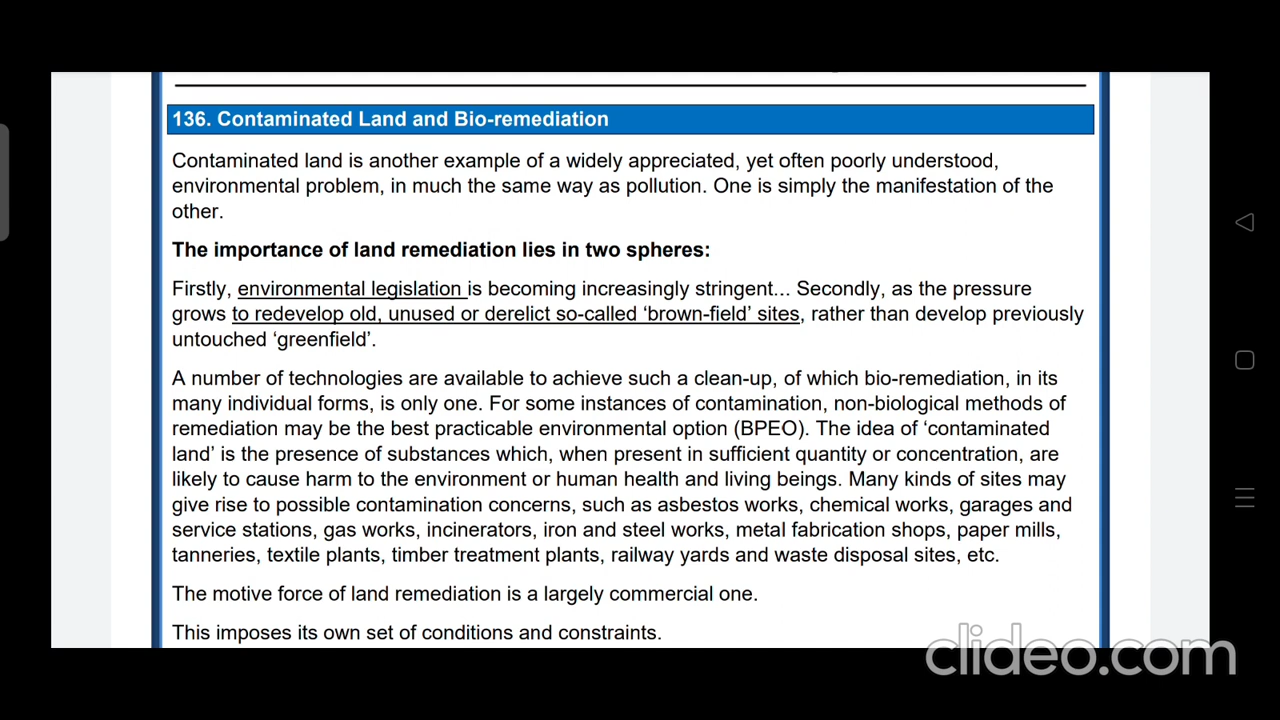 136. Contaminated Land and Bio-remediation
Contaminated land is another example of a widely appreciated, yet often poorly understood,
environmental problem, in much the same way as pollution. One is simply the manifestation of the
other.
The importance of land remediation lies in two spheres:
Firstly, environmental legislation is becoming increasingly stringent... Secondly, as the pressure
grows to redevelop old, unused or derelict so-called ‘brown-field’ sites, rather than develop previously
untouched ‘greenfield’.
A number of technologies are available to achieve such a clean-up, of which bio-remediation, in its
many individual forms, is only one. For some instances of contamination, non-biological methods of
remediation may be the best practicable environmental option (BPEO). The idea of ‘contaminated
land’ is the presence of substances which, when present in sufficient quantity or concentration, are
likely to cause harm to the environment or human health and living beings. Many kinds of sites may
give rise to possible contamination concerns, such as asbestos works, chemical works, garages and
service stations, gas works, incinerators, iron and steel works, metal fabrication shops, paper mills,
tanneries, textile plants, timber treatment plants, railway yards and waste disposal sites, etc.
The motive force of land remediation is a largely commercial one.
This imposes its own set of conditions and constraints.
clideo.com